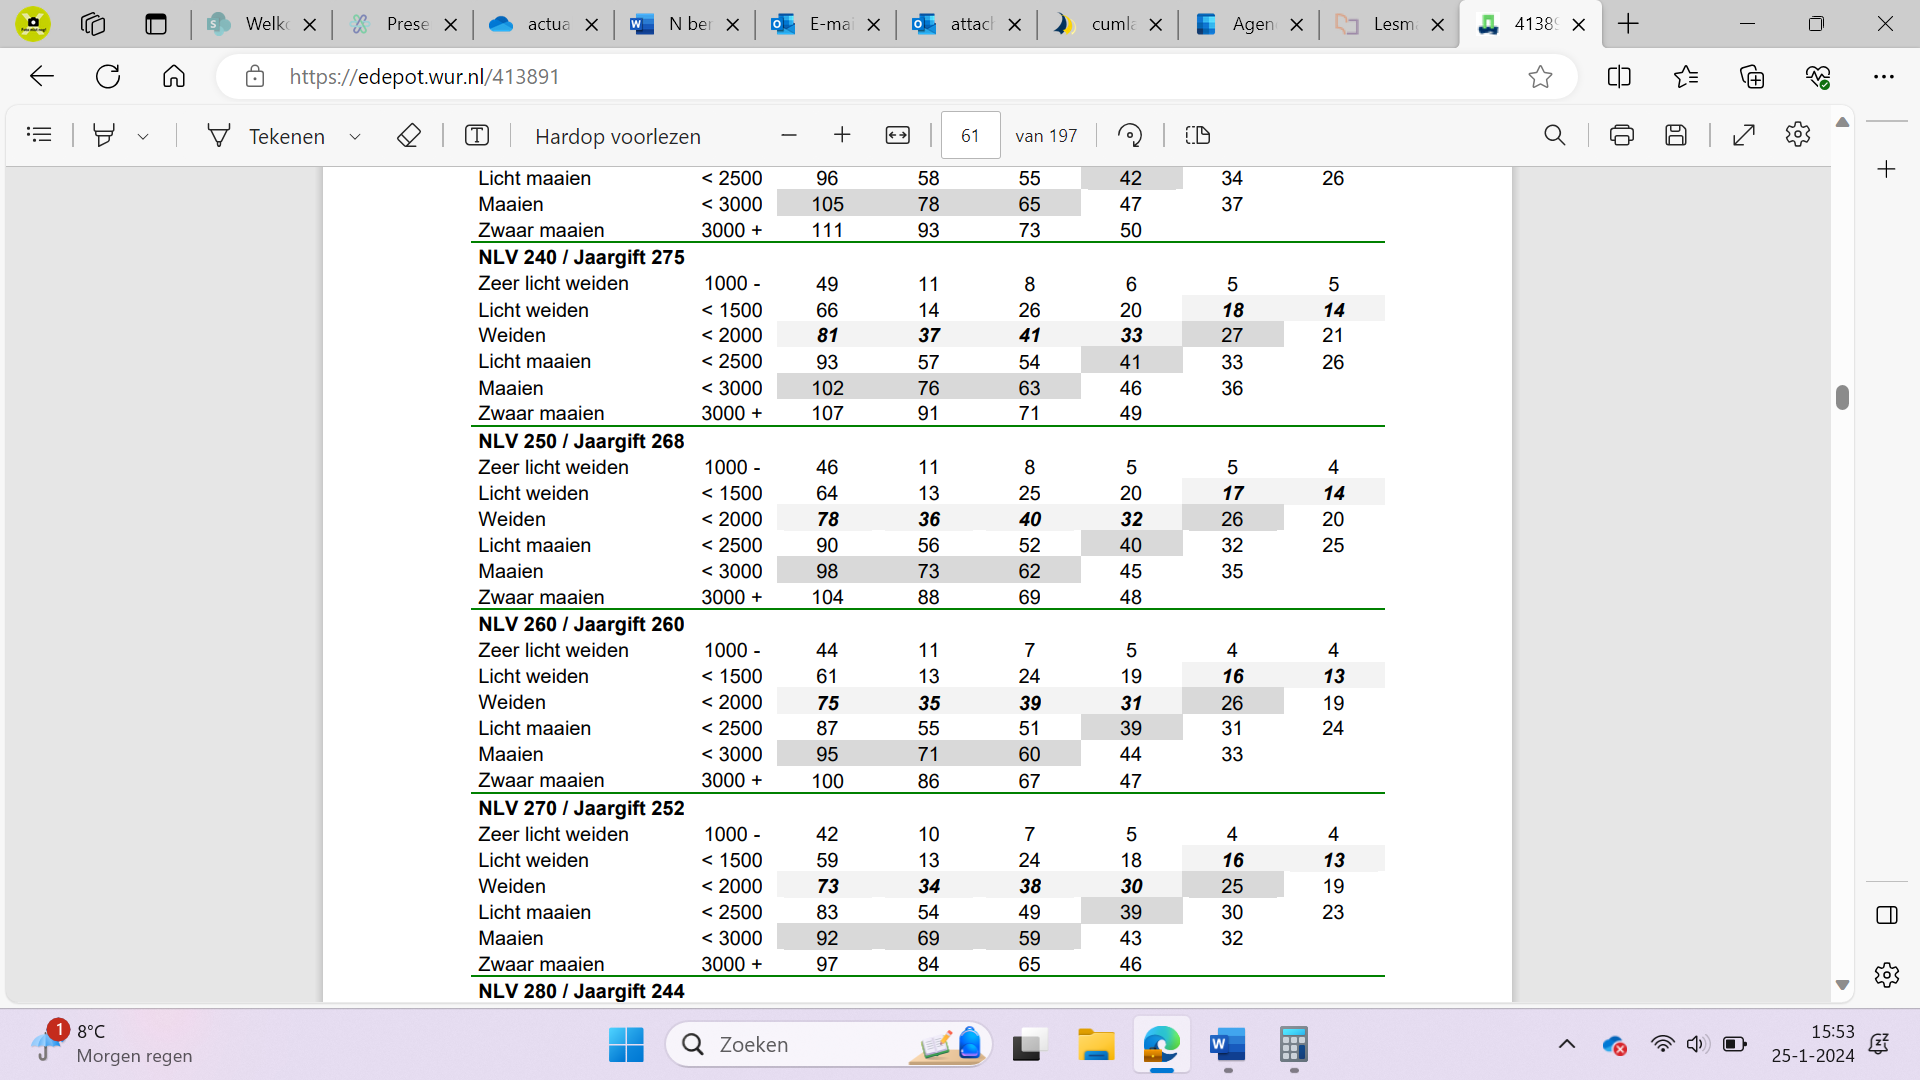 Welko
Prese
actua
N ber
E-mai
attach
cumla
Agen
Lesma
41389
https://edepot.wur.nl/413891
Tekenen
Hardop voorlezen
61 van 197
Licht maaien < 2500 96 58 55 42 34 26
Maaien < 3000 105 78 65 47 37
Zwaar maaien 3000 + 111 93 73 50
NLV 240 / Jaargift 275
Zeer licht weiden 1000 - 49 11 8 6 5 5
Licht weiden < 1500 66 14 26 20 18 14
Weiden < 2000 81 37 41 33 27 21
Licht maaien < 2500 93 57 54 41 33 26
Maaien < 3000 102 76 63 46 36
Zwaar maaien 3000 + 107 91 71 49
NLV 250 / Jaargift 268
Zeer licht weiden 1000 - 46 11 8 5 5 4
Licht weiden < 1500 64 13 25 20 17 14
Weiden < 2000 78 36 40 32 26 20
Licht maaien < 2500 90 56 52 40 32 25
Maaien < 3000 98 73 62 45 35
Zwaar maaien 3000 + 104 88 69 48
NLV 260 / Jaargift 260
Zeer licht weiden 1000 - 44 11 7 5 4 4
Licht weiden < 1500 61 13 24 19 16 13
Weiden < 2000 75 35 39 31 26 19
Licht maaien < 2500 87 55 51 39 31 24
Maaien < 3000 95 71 60 44 33
Zwaar maaien 3000 + 100 86 67 47
NLV 270 / Jaargift 252
Zeer licht weiden 1000 - 42 10 7 5 4 4
Licht weiden < 1500 59 13 24 18 16 13
Weiden < 2000 73 34 38 30 25 19
Licht maaien < 2500 83 54 49 39 30 23
Maaien < 3000 92 69 59 43 32
Zwaar maaien 3000 + 97 84 65 46
NLV 280 / Jaargift 244
1
8°C
Morgen regen
Zoeken
15:53
25-1-2024